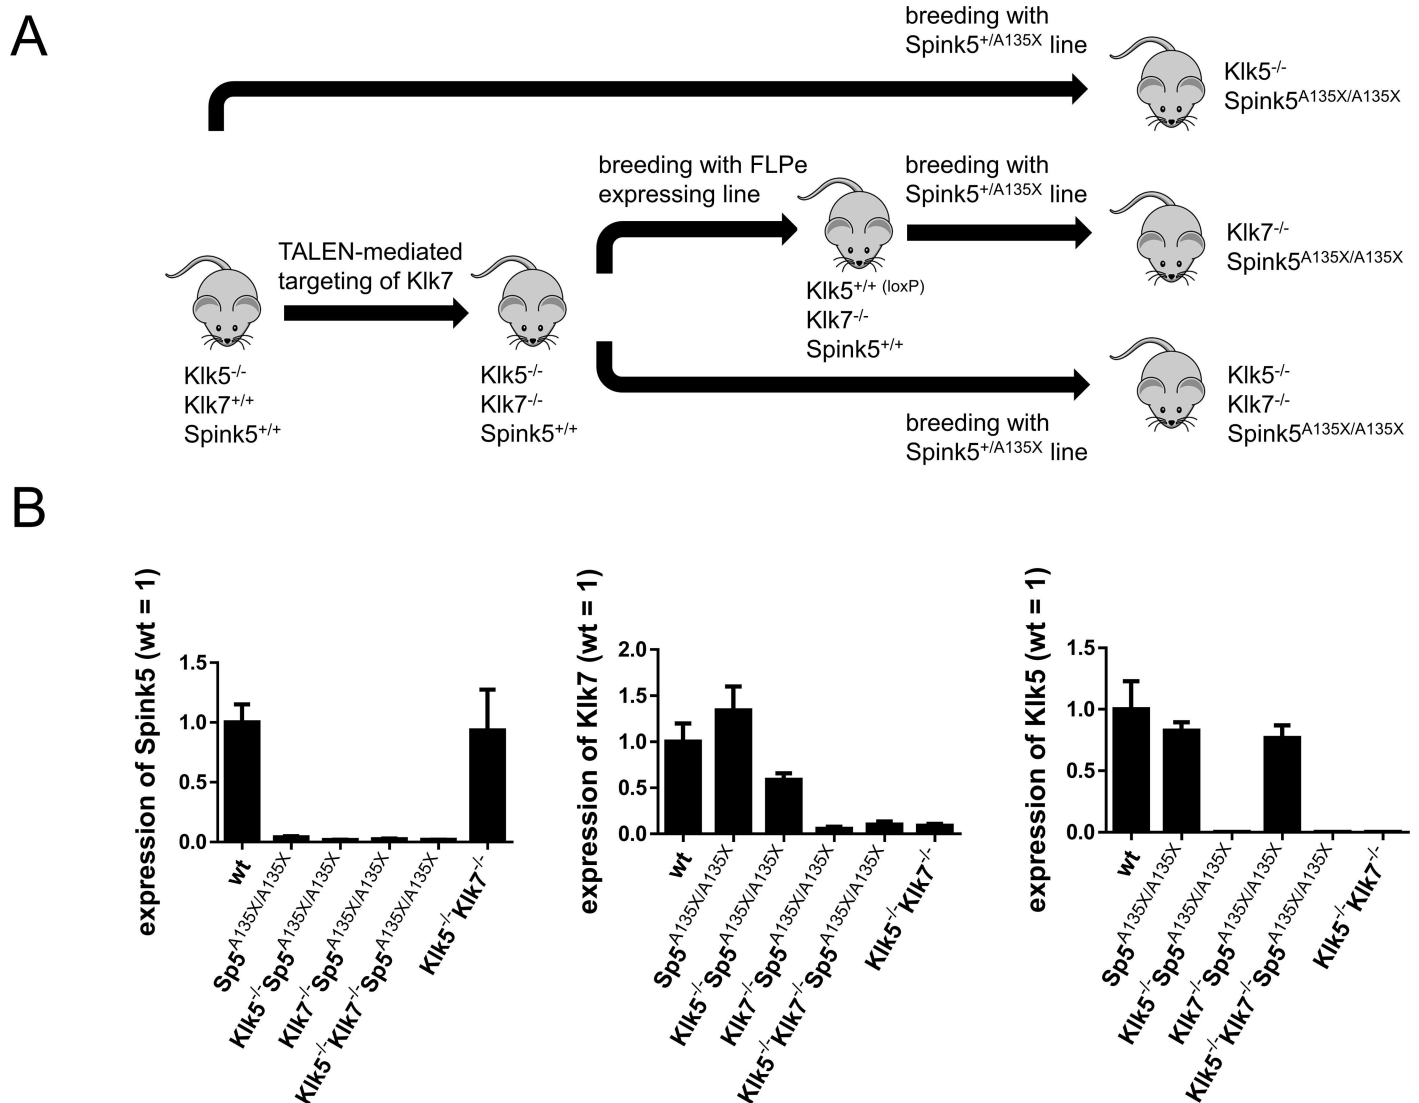 A
breeding with
Spink5+/A135X line
Klk5-/-
Spink5A135X/A135X
breeding with FLPe
expressing line
breeding with
Spink5+/A135X line
Klk7-/-
Spink5A135X/A135X
TALEN-mediated
targeting of Klk7
Klk5+/+ (loxP)
Klk7-/-
Spink5+/+
Klk5-/-
Klk7+/+
Spink5+/+
Klk5-/-
Klk7-/-
Spink5+/+
Klk5-/-
Klk7-/-
Spink5A135X/A135X
breeding with
Spink5+/A135X line
B
expression of Spink5 (wt = 1)
1.5
1.0
0.5
0.0
wt
Sp5A135X/A135X
Klk5-/-Sp5A135X/A135X
Klk7-/-Sp5A135X/A135X
Klk5-/-Klk7-/-Sp5A135X/A135X
Klk5-/-Klk7-/-
expression of Klk7 (wt = 1)
2.0
1.5
1.0
0.5
0.0
wt
Sp5A135X/A135X
Klk5-/-Sp5A135X/A135X
Klk7-/-Sp5A135X/A135X
Klk5-/-Klk7-/-Sp5A135X/A135X
Klk5-/-Klk7-/-
expression of Klk5 (wt = 1)
1.5
1.0
0.5
0.0
wt
Sp5A135X/A135X
Klk5-/-Sp5A135X/A135X
Klk7-/-Sp5A135X/A135X
Klk5-/-Klk7-/-Sp5A135X/A135X
Klk5-/-Klk7-/-